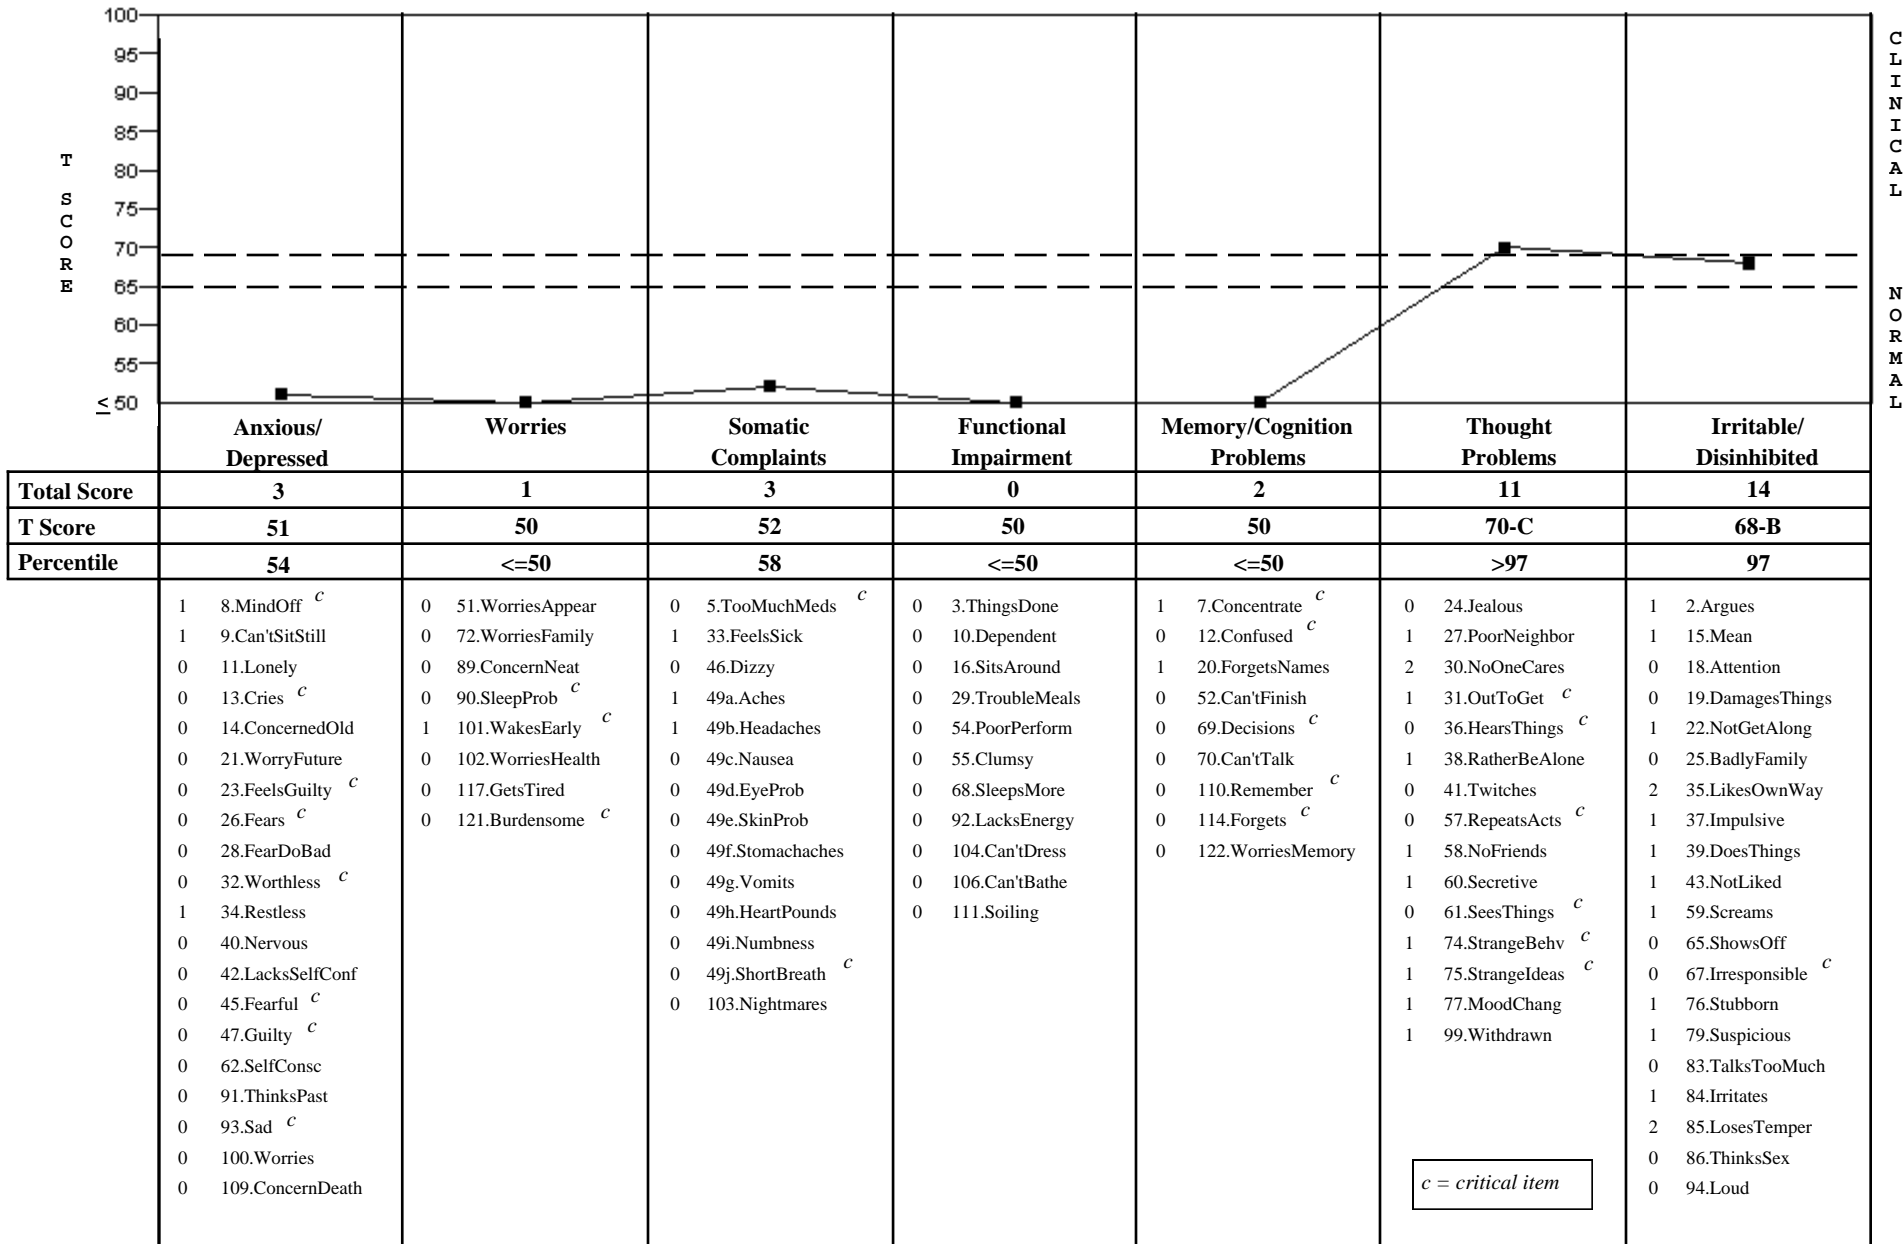 100
95
90
85
80
75
70
65
60
55
< 50
T SCORE
CLINICAL
NORMAL
Anxious/ Worries Somatic Functional Memory/Cognition Thought Irritable/
Depressed Complaints Impairment Problems Problems Disinhibited
Total Score 3 1 3 0 2 11 14
T Score 51 50 52 50 50 70-C 68-B
Percentile 54 <=50 58 <=50 <=50 >97 97
1 8.MindOff c
1 9.Can'tSitStill
0 11.Lonely
0 13.Cries c
0 14.ConcernedOld
0 21.WorryFuture
0 23.FeelsGuilty c
0 26.Fears c
0 28.FearDoBad
0 32.Worthless c
1 34.Restless
0 40.Nervous
0 42.LacksSelfConf
0 45.Fearful c
0 47.Guilty c
0 62.SelfConsc
0 91.ThinksPast
0 93.Sad c
0 100.Worries
0 109.ConcernDeath
0 51.WorriesAppear
0 72.WorriesFamily
0 89.ConcernNeat
0 90.SleepProb c
1 101.WakesEarly c
0 102.WorriesHealth
0 117.GetsTired
0 121.Burdensome c
0 5.TooMuchMeds c
1 33.FeelsSick
0 46.Dizzy
1 49a.Aches
1 49b.Headaches
0 49c.Nausea
0 49d.EyeProb
0 49e.SkinProb
0 49f.Stomachaches
0 49g.Vomits
0 49h.HeartPounds
0 49i.Numbness
0 49j.ShortBreath c
0 103.Nightmares
0 3.ThingsDone
0 10.Dependent
0 16.SitsAround
0 29.TroubleMeals
0 54.PoorPerform
0 55.Clumsy
0 68.SleepsMore
0 92.LacksEnergy
0 104.Can'tDress
0 106.Can'tBathe
0 111.Soiling
1 7.Concentrate c
0 12.Confused c
1 20.ForgetsNames
0 52.Can'tFinish
0 69.Decisions c
0 70.Can'tTalk
0 110.Remember c
0 114.Forgets c
0 122.WorriesMemory
0 24.Jealous
1 27.PoorNeighbor
2 30.NoOneCares
1 31.OutToGet c
0 36.HearsThings c
1 38.RatherBeAlone
0 41.Twitches
0 57.RepeatsActs c
1 58.NoFriends
1 60.Secretive
0 61.SeesThings c
1 74.StrangeBehv c
1 75.StrangeIdeas c
1 77.MoodChang
1 99.Withdrawn
c = critical item
1 2.Argues
1 15.Mean
0 18.Attention
0 19.DamagesThings
1 22.NotGetAlong
0 25.BadlyFamily
2 35.LikesOwnWay
1 37.Impulsive
1 39.DoesThings
1 43.NotLiked
1 59.Screams
0 65.ShowsOff
0 67.Irresponsible c
1 76.Stubborn
1 79.Suspicious
0 83.TalksTooMuch
1 84.Irritates
2 85.LosesTemper
0 86.ThinksSex
0 94.Loud